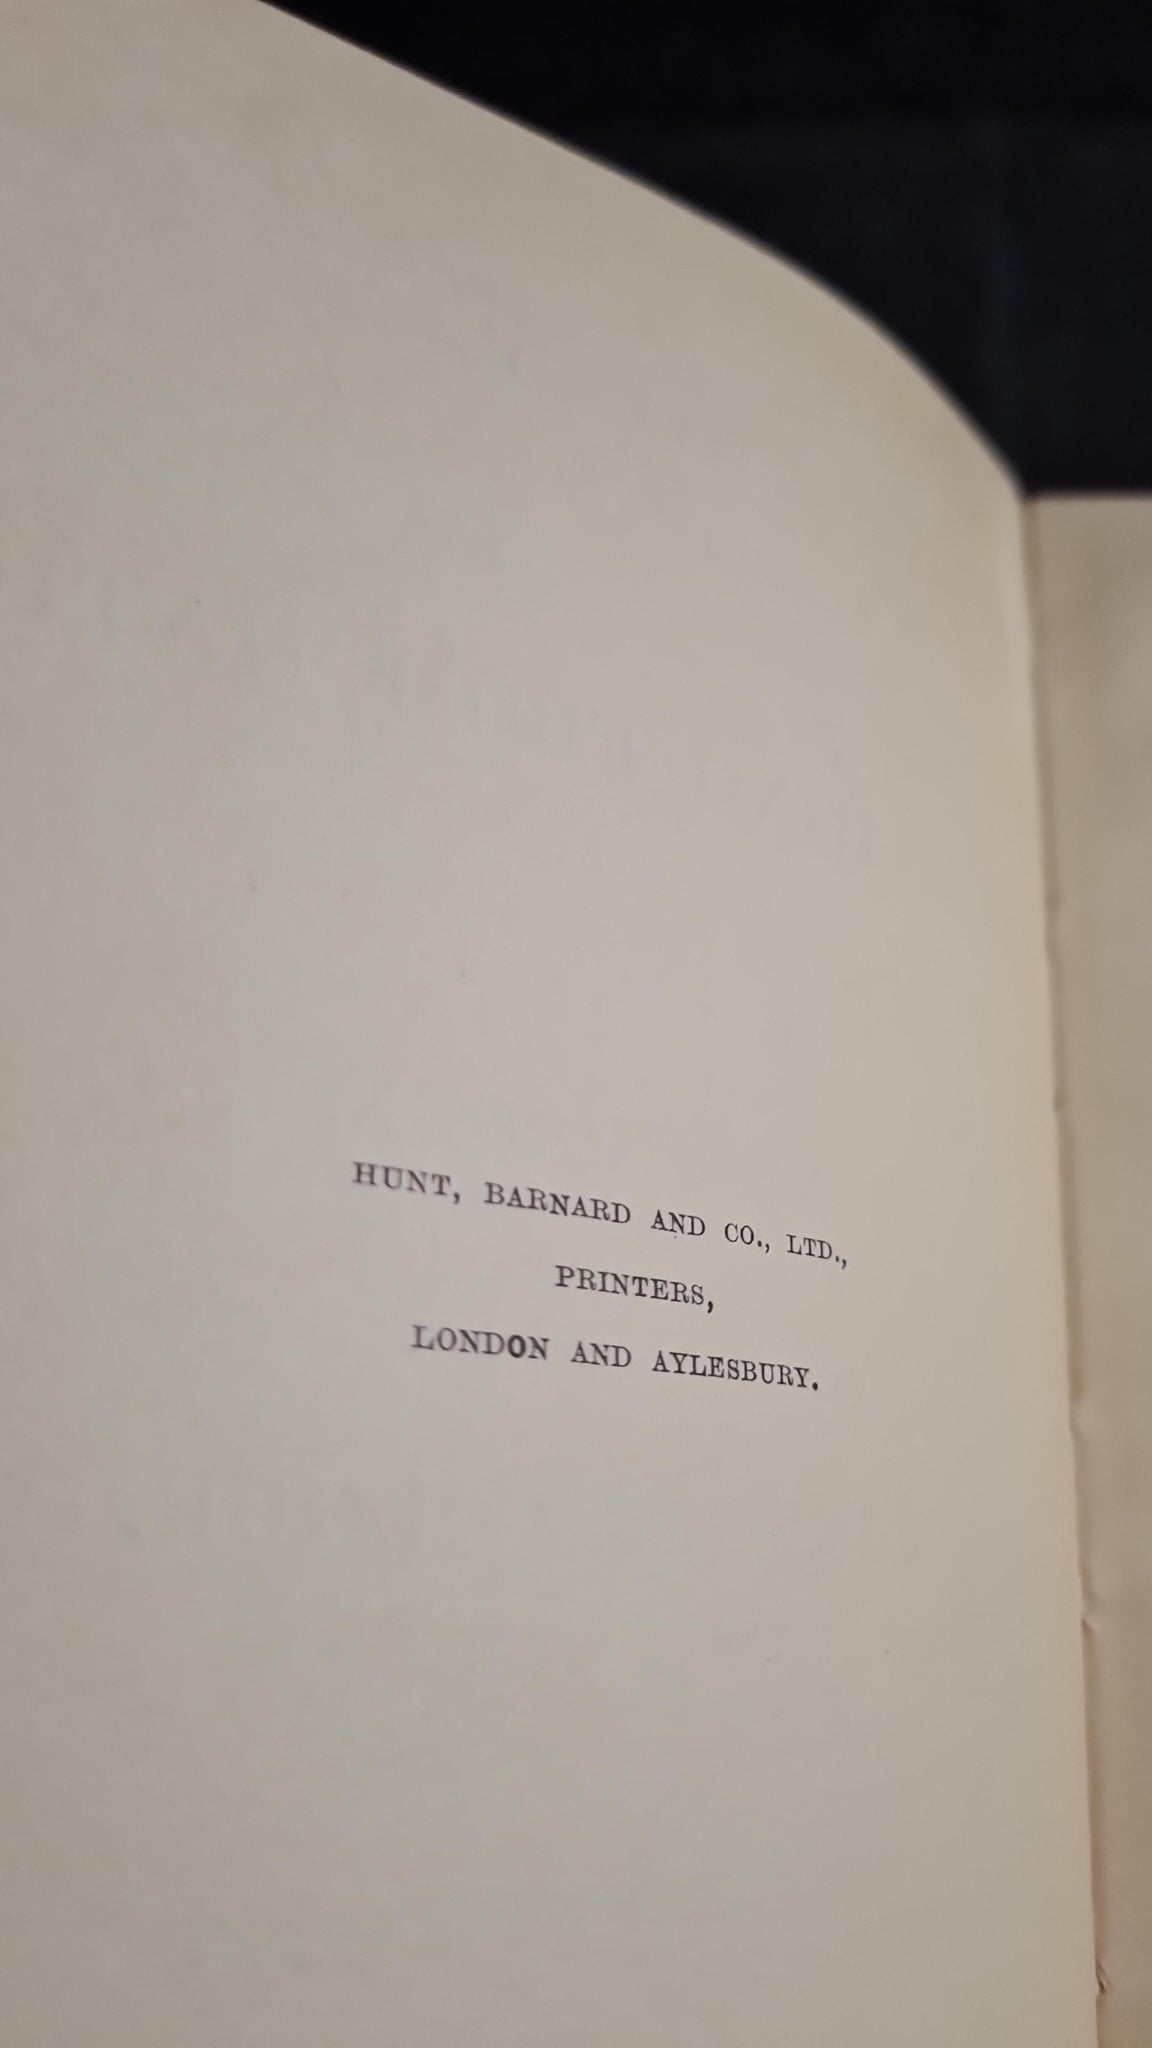 HUNT, BARNARD AND CO., LTD.,
PRINTERS,
LONDON AND AYLESBURY.